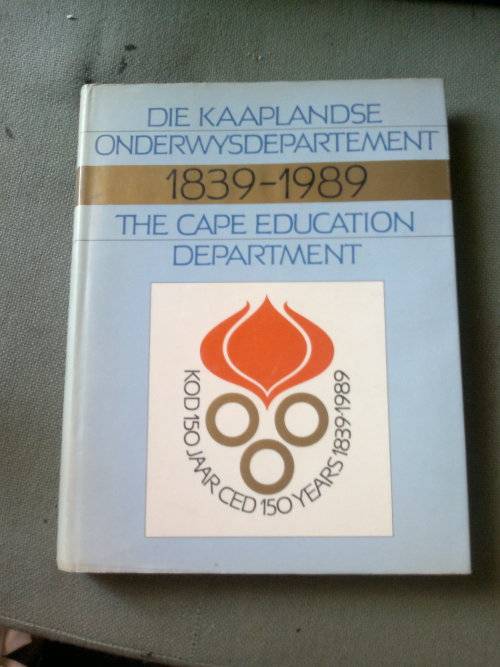 DIE KAAPLANDSE
ONDERWYSDEPARTEMENT
1839-1989
THE CAPE EDUCATION
DEPARTMENT
KOD 150 JAAR CED 150 YEARS 1839-1989